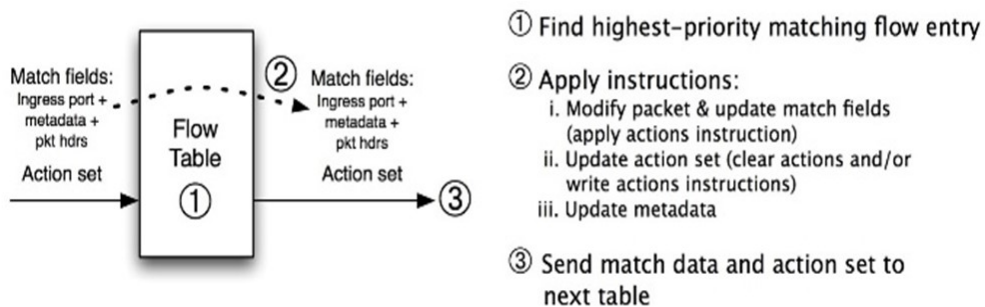 Match fields:
Ingress port +
metadata +
pkt hdrs
Action set
Flow
Table
①
②
Match fields:
Ingress port +
metadata +
pkt hdrs
Action set
③
① Find highest-priority matching flow entry
② Apply instructions:
i. Modify packet & update match fields
(apply actions instruction)
ii. Update action set (clear actions and/or
write actions instructions)
iii. Update metadata
③ Send match data and action set to
next table